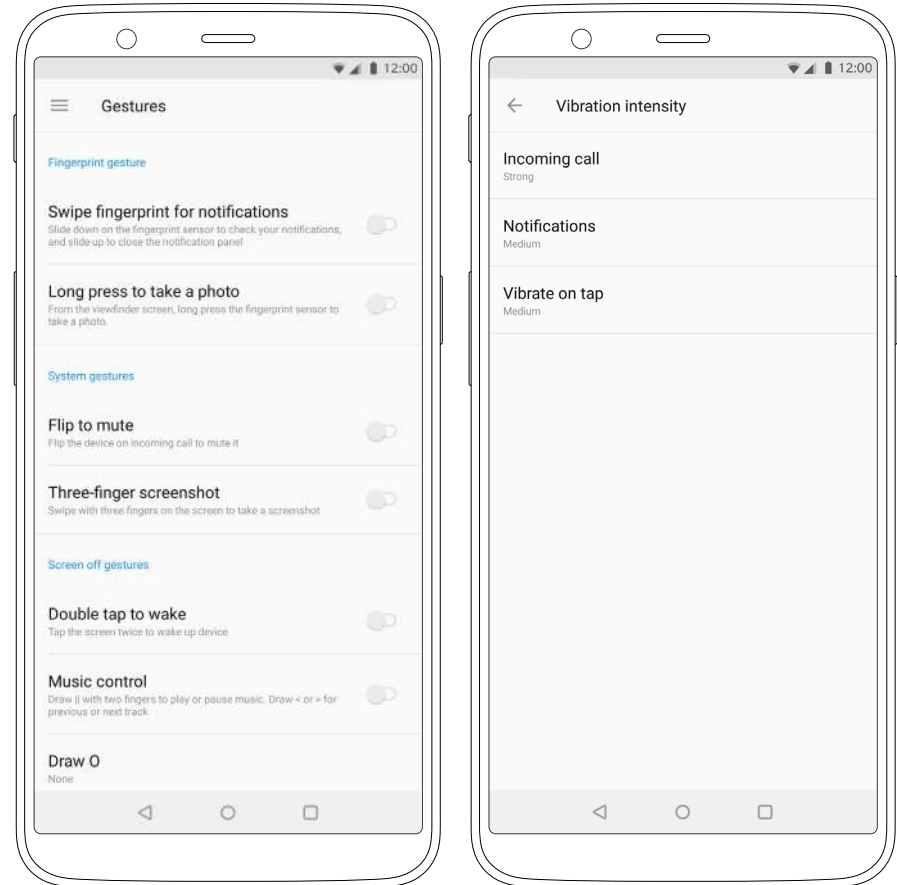 12:00
Gestures
Fingerprint gesture
Swipe fingerprint for notifications
Slide down on the fingerprint sensor to check your notifications,
and slide up to close the notification panel
Long press to take a photo
From the viewfinder screen, long press the fingerprint sensor to
take a photo.
System gestures
Flip to mute
Flip the device on incoming call to mute it
Three-finger screenshot
Swipe with three fingers on the screen to take a screenshot
Screen off gestures
Double tap to wake
Tap the screen twice to wake up device
Music control
Draw || with two fingers to play or pause music. Draw < or > for
previous or next track
Draw O
None
12:00
Vibration intensity
Incoming call
Strong
Notifications
Medium
Vibrate on tap
Medium